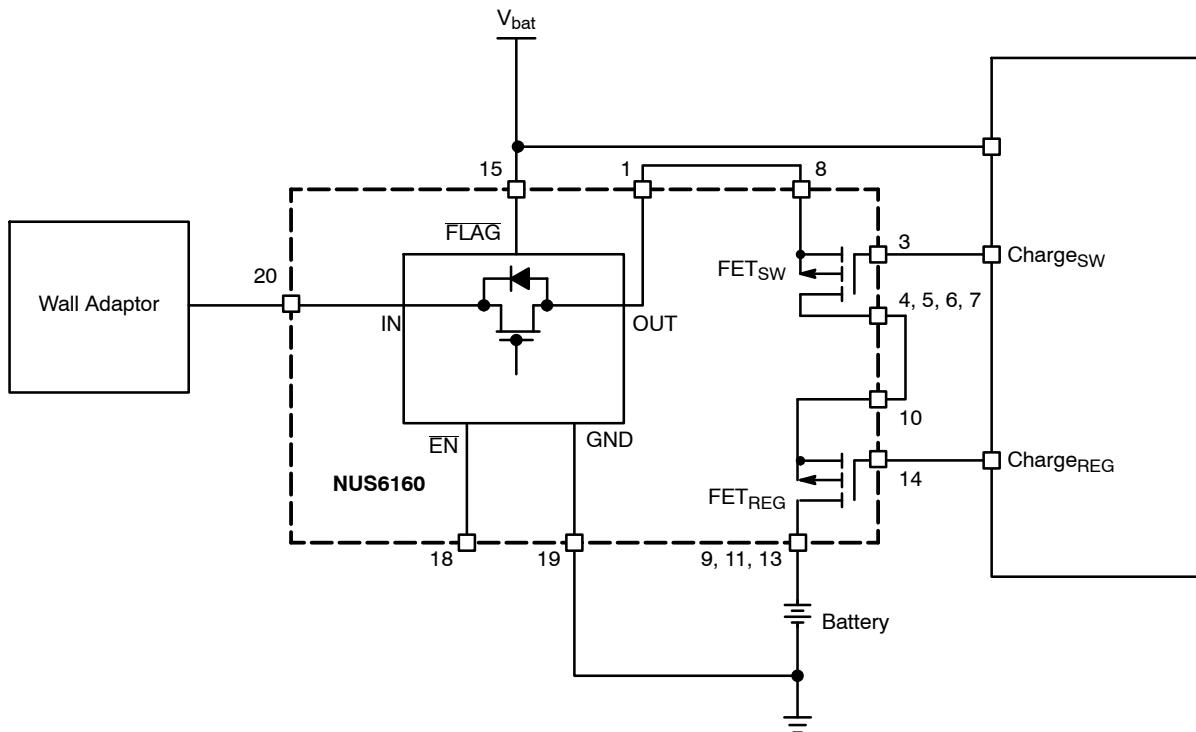 Vbat
15
1
8
FLAG
3
FETSW
ChargeSW
20
4, 5, 6, 7
Wall Adaptor
IN
OUT
10
EN
GND
ChargeREG
14
NUS6160
FETREG
18
19
9, 11, 13
Battery